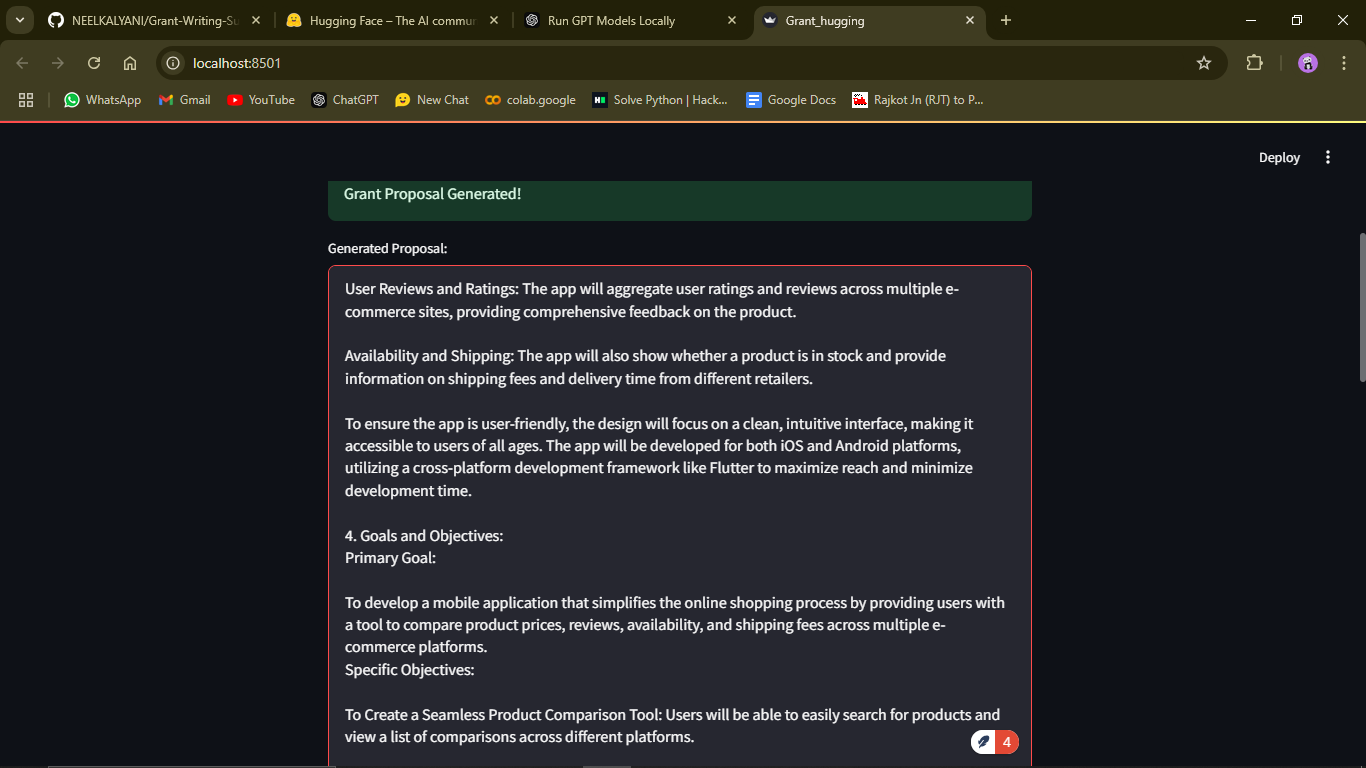 NEELKALYANI/Grant-Writing-Su
Hugging Face – The AI commun
Run GPT Models Locally
Grant_hugging
localhost:8501
WhatsApp
Gmail
YouTube
ChatGPT
New Chat
colab.google
Solve Python | Hack...
Google Docs
Rajkot Jn (RJT) to P...
Deploy
Grant Proposal Generated!
Generated Proposal:
User Reviews and Ratings: The app will aggregate user ratings and reviews across multiple e-
commerce sites, providing comprehensive feedback on the product.
Availability and Shipping: The app will also show whether a product is in stock and provide
information on shipping fees and delivery time from different retailers.
To ensure the app is user-friendly, the design will focus on a clean, intuitive interface, making it
accessible to users of all ages. The app will be developed for both iOS and Android platforms,
utilizing a cross-platform development framework like Flutter to maximize reach and minimize
development time.
4. Goals and Objectives:
Primary Goal:
To develop a mobile application that simplifies the online shopping process by providing users with
a tool to compare product prices, reviews, availability, and shipping fees across multiple e-
commerce platforms.
Specific Objectives:
To Create a Seamless Product Comparison Tool: Users will be able to easily search for products and
view a list of comparisons across different platforms.
4